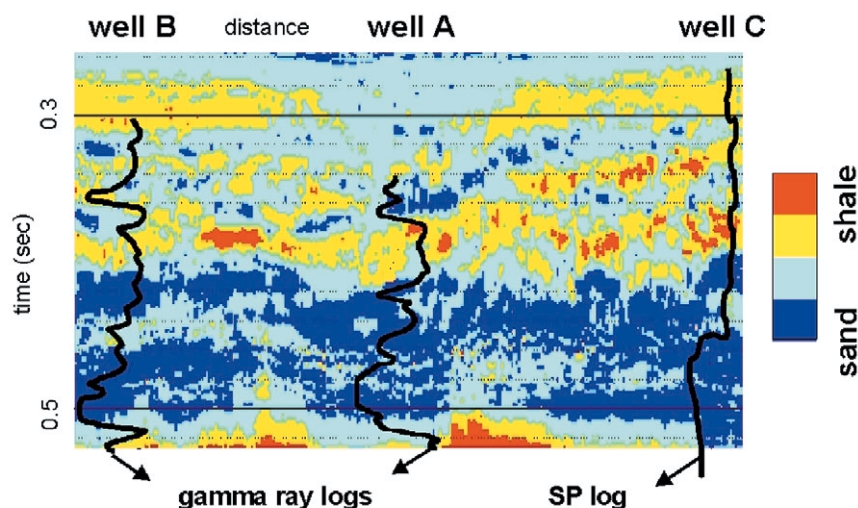 well B distance well A well C
0.3
time (sec)
0.5
shale
sand
gamma ray logs SP log